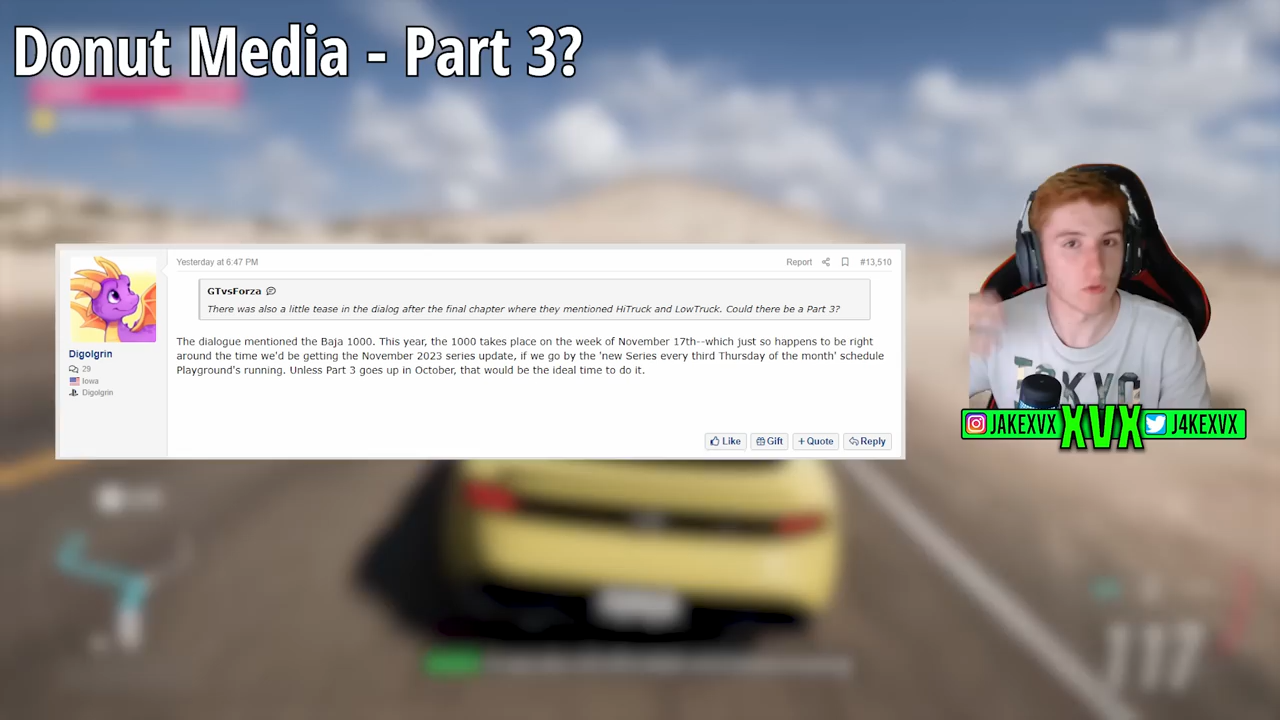 Donut Media - Part 3?
Yesterday at 6:47 PM
Report
#13,510
GTvsForza
There was also a little tease in the dialog after the final chapter where they mentioned HiTruck and LowTruck. Could there be a Part 3?
The dialogue mentioned the Baja 1000. This year, the 1000 takes place on the week of November 17th--which just so happens to be right
around the time we'd be getting the November 2023 series update, if we go by the 'new Series every third Thursday of the month' schedule
Playground's running. Unless Part 3 goes up in October, that would be the ideal time to do it.
Digolgrin
29
Iowa
Digolgrin
Like
Gift
+ Quote
Reply
TOKYO
JAKEXVX
XVX
J4KEXVX
117